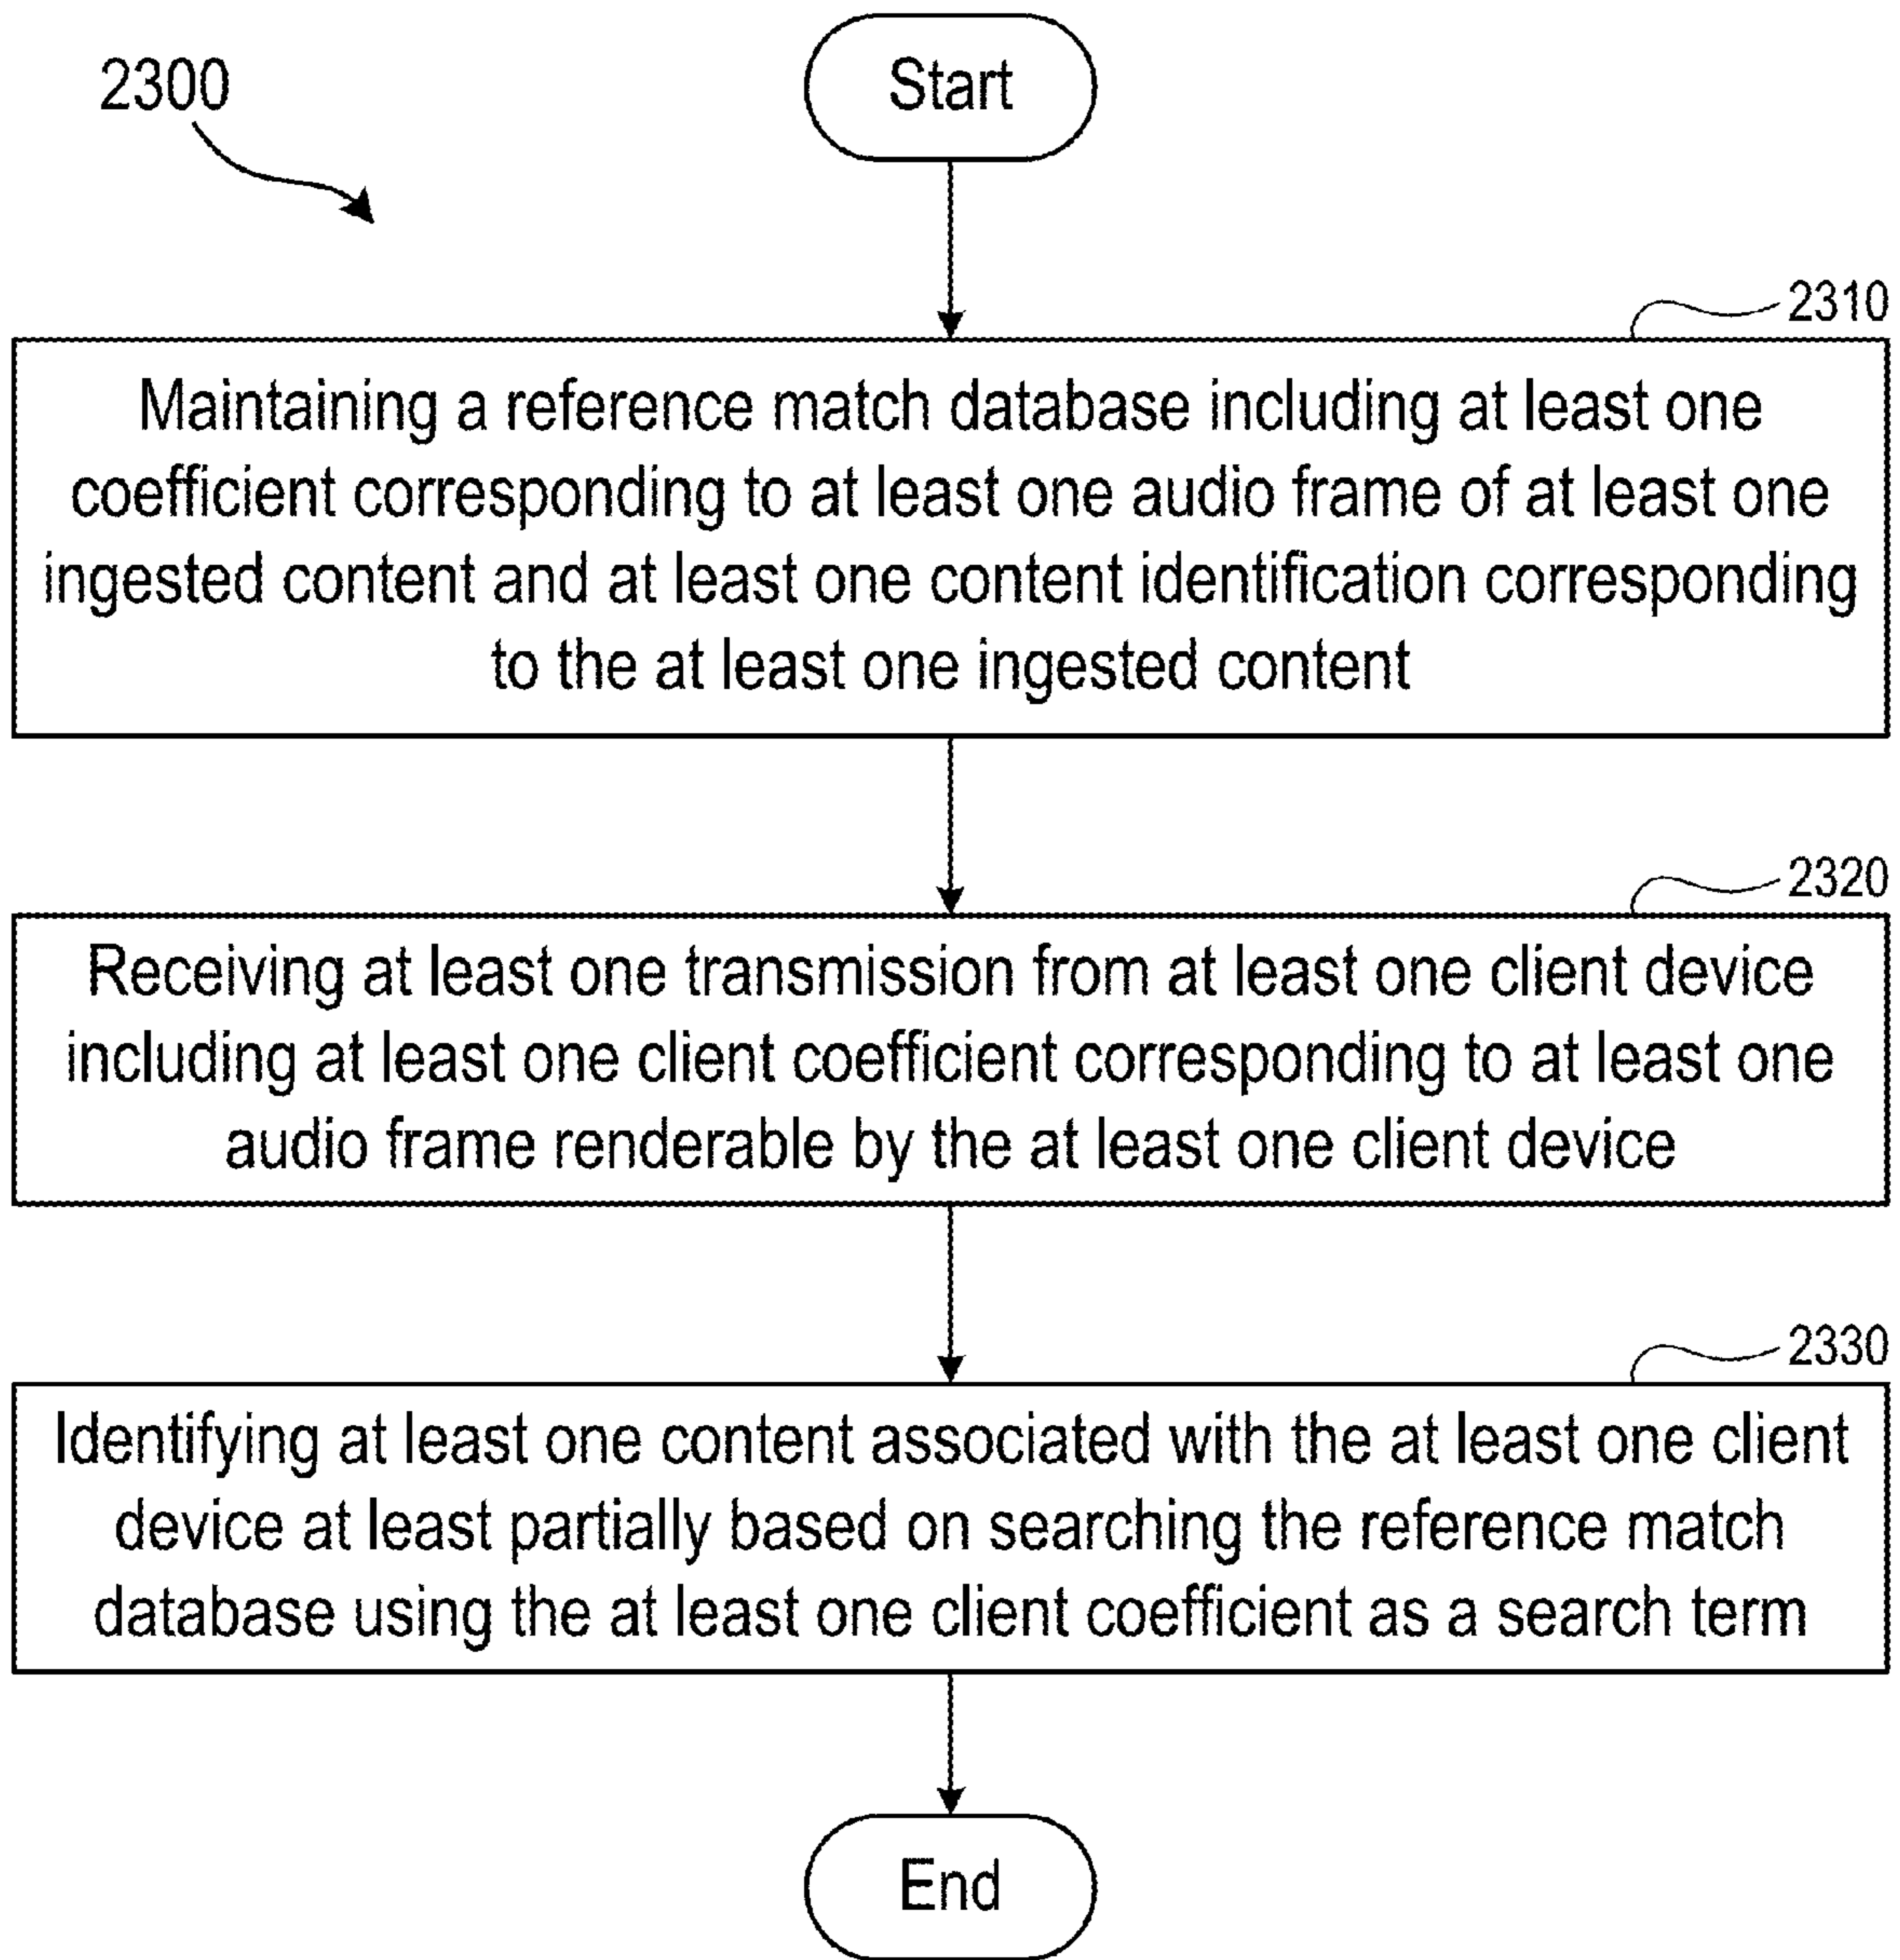 2300
Start
2310
Maintaining a reference match database including at least one
coefficient corresponding to at least one audio frame of at least one
ingested content and at least one content identification corresponding
to the at least one ingested content
2320
Receiving at least one transmission from at least one client device
including at least one client coefficient corresponding to at least one
audio frame renderable by the at least one client device
2330
Identifying at least one content associated with the at least one client
device at least partially based on searching the reference match
database using the at least one client coefficient as a search term
End